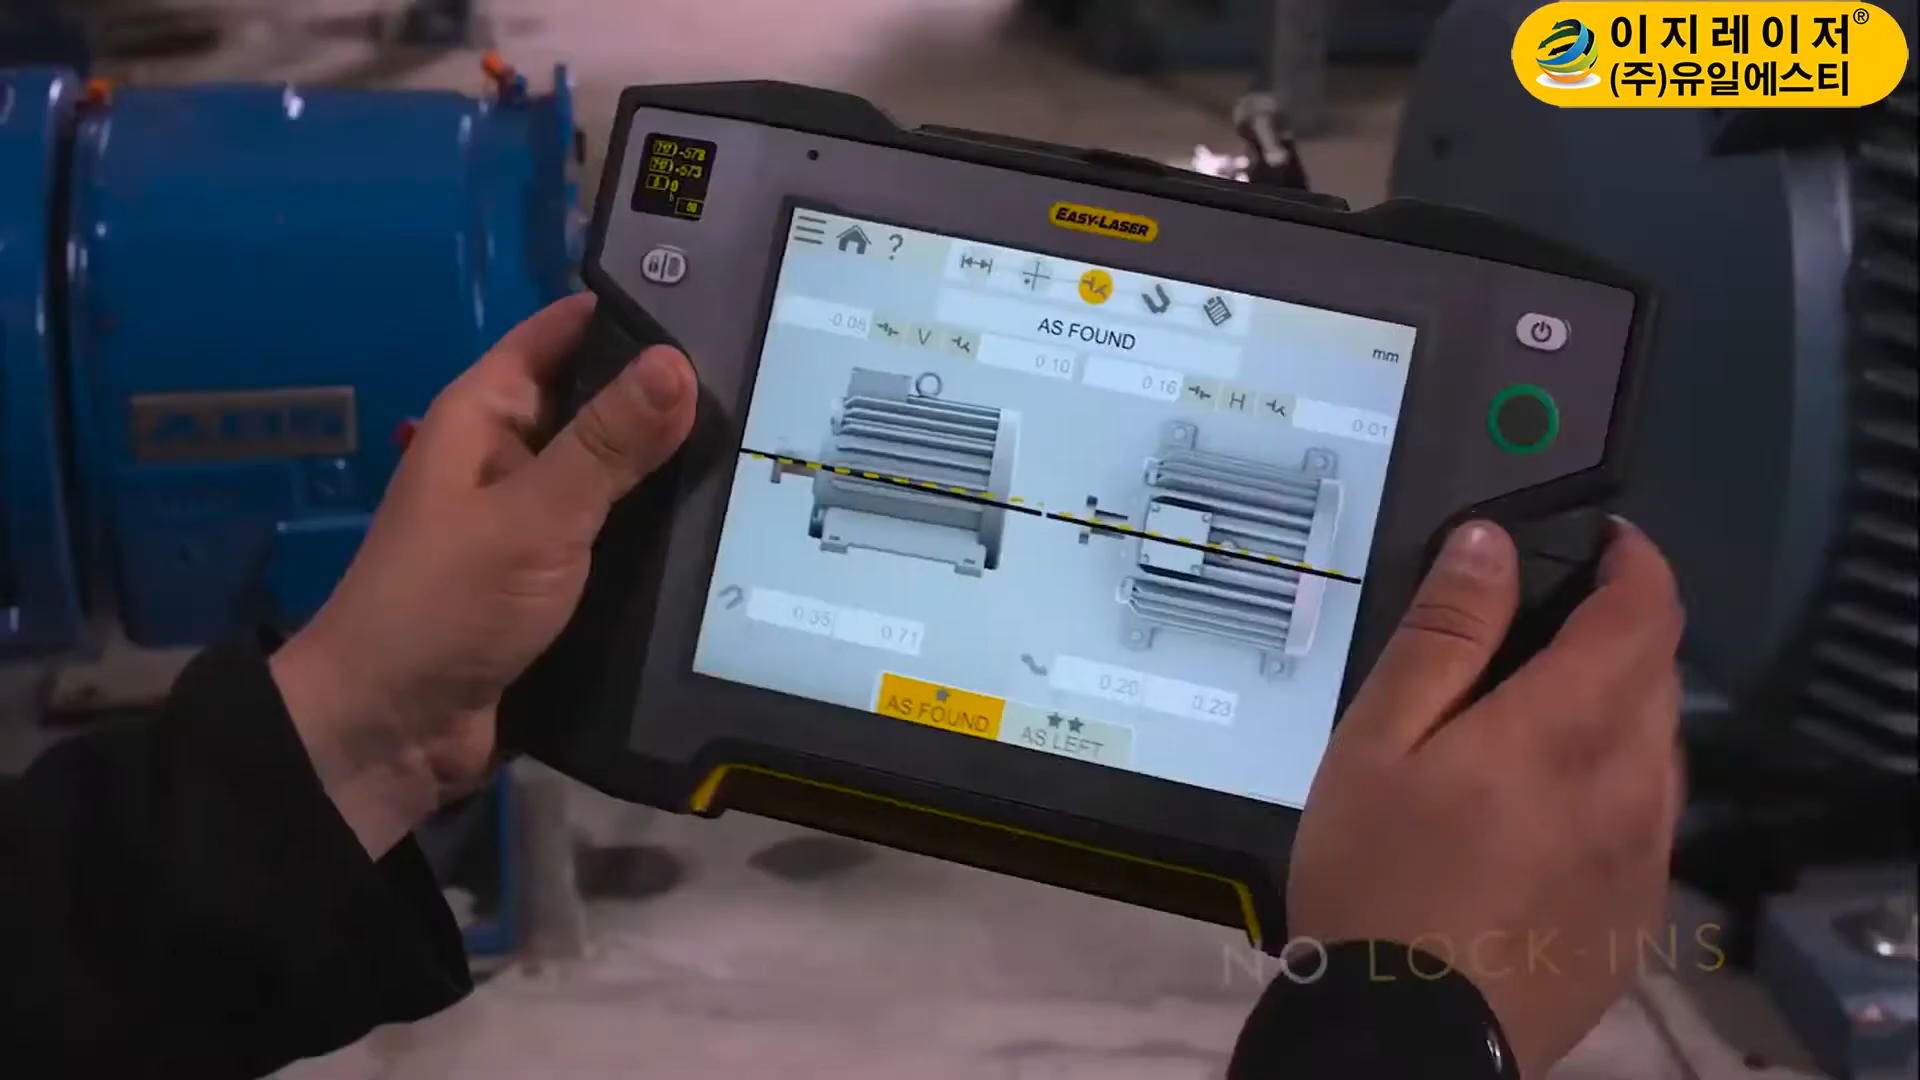 이지레이저®
(주)유일에스티
EASY-LASER
?
AS FOUND
mm
-0.05 V 0.10
0.16 H 0.01
0.35 0.71
0.20 0.23
AS FOUND
AS LEFT
NO LOCK-INS